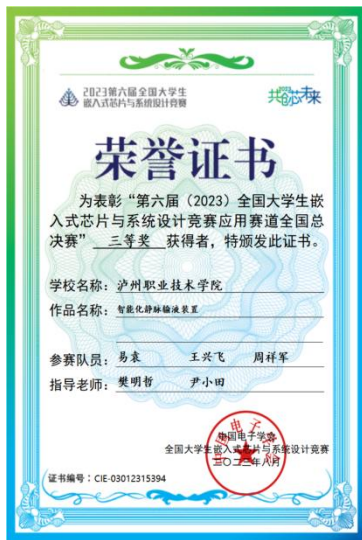 2023第六届全国大学生
嵌入式芯片与系统设计竞赛
共创芯未来
荣誉证书
为表彰“第六届（2023）全国大学生嵌
入式芯片与系统设计竞赛应用赛道全国总
决赛”三等奖 获得者，特颁发此证书。
学校名称：泸州职业技术学院
作品名称：智能化静脉输液装置
参赛队员：易袁 王兴飞 周祥军
指导老师：樊明哲 尹小田
中国电子学会
全国大学生嵌入式芯片与系统设计竞赛
二〇二三年八月
证书编号：CIE-03012315394